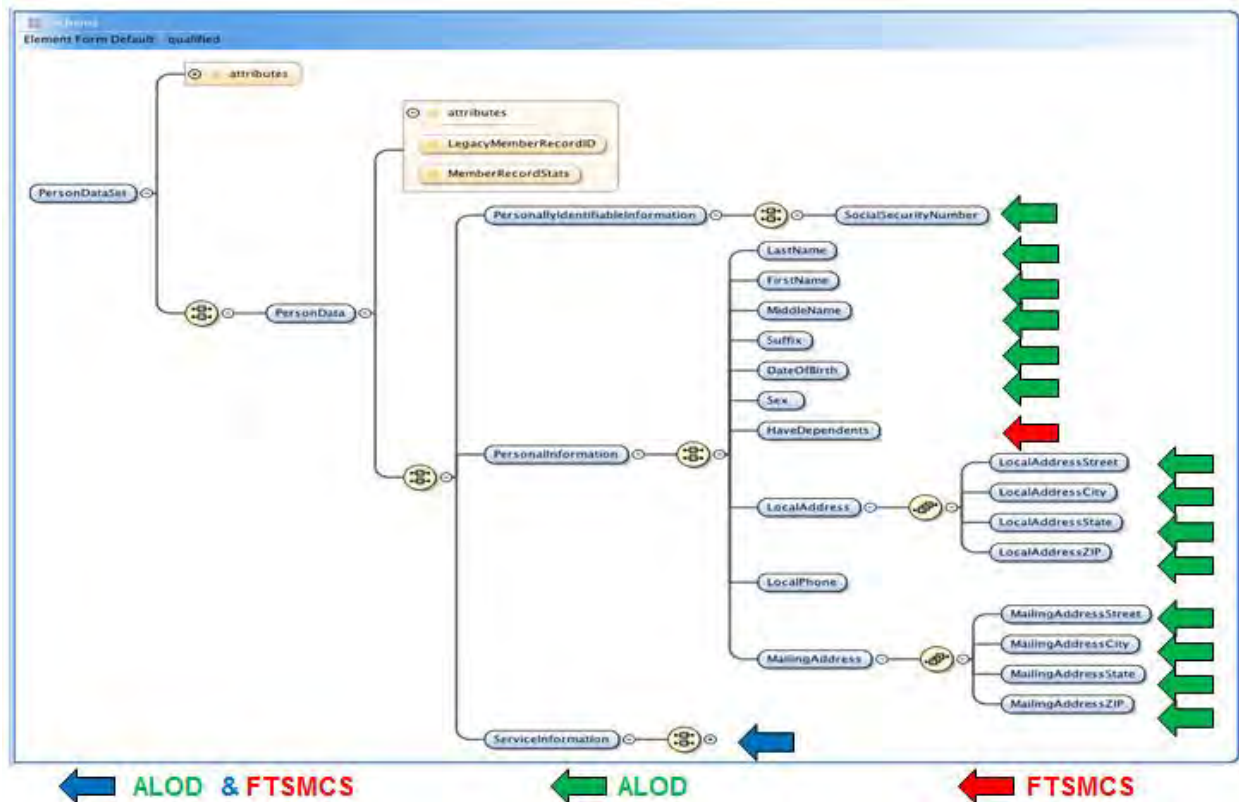 Element Form Default: qualified
attributes
attributes
LegacyMemberRecordID
MemberRecordStats
PersonDataSet
PersonallyIdentifiableInformation
SocialSecurityNumber
LastName
FirstName
MiddleName
Suffix
DateOfBirth
Sex
HaveDependents
PersonData
PersonalInformation
LocalAddress
LocalAddressStreet
LocalAddressCity
LocalAddressState
LocalAddressZIP
LocalPhone
MailingAddress
MailingAddressStreet
MailingAddressCity
MailingAddressState
MailingAddressZIP
ServiceInformation
ALOD & FTSMCS
ALOD
FTSMCS